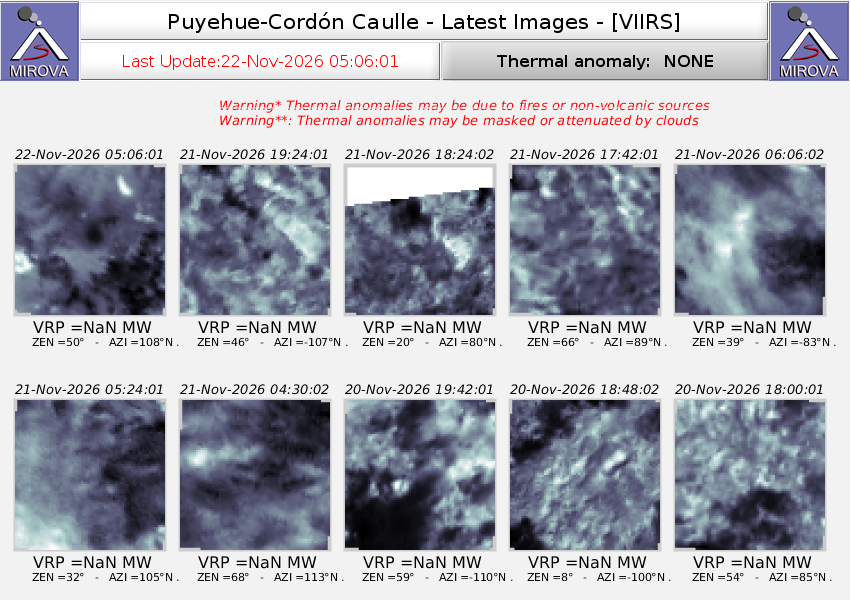 Puyehue-Cordón Caulle - Latest Images - [VIIRS]
MIROVA
Last Update:22-Nov-2026 05:06:01
Thermal anomaly: NONE
MIROVA
Warning* Thermal anomalies may be due to fires or non-volcanic sources
Warning**: Thermal anomalies may be masked or attenuated by clouds
22-Nov-2026 05:06:01
21-Nov-2026 19:24:01
21-Nov-2026 18:24:02
21-Nov-2026 17:42:01
21-Nov-2026 06:06:02
VRP =NaN MW
VRP =NaN MW
VRP =NaN MW
VRP =NaN MW
VRP =NaN MW
ZEN =50° - AZI =108°N .
ZEN =46° - AZI =-107°N .
ZEN =20° - AZI =80°N .
ZEN =66° - AZI =89°N .
ZEN =39° - AZI =-83°N .
21-Nov-2026 05:24:01
21-Nov-2026 04:30:02
20-Nov-2026 19:42:01
20-Nov-2026 18:48:02
20-Nov-2026 18:00:01
VRP =NaN MW
VRP =NaN MW
VRP =NaN MW
VRP =NaN MW
VRP =NaN MW
ZEN =32° - AZI =105°N .
ZEN =68° - AZI =113°N .
ZEN =59° - AZI =-110°N .
ZEN =8° - AZI =-100°N .
ZEN =54° - AZI =85°N .